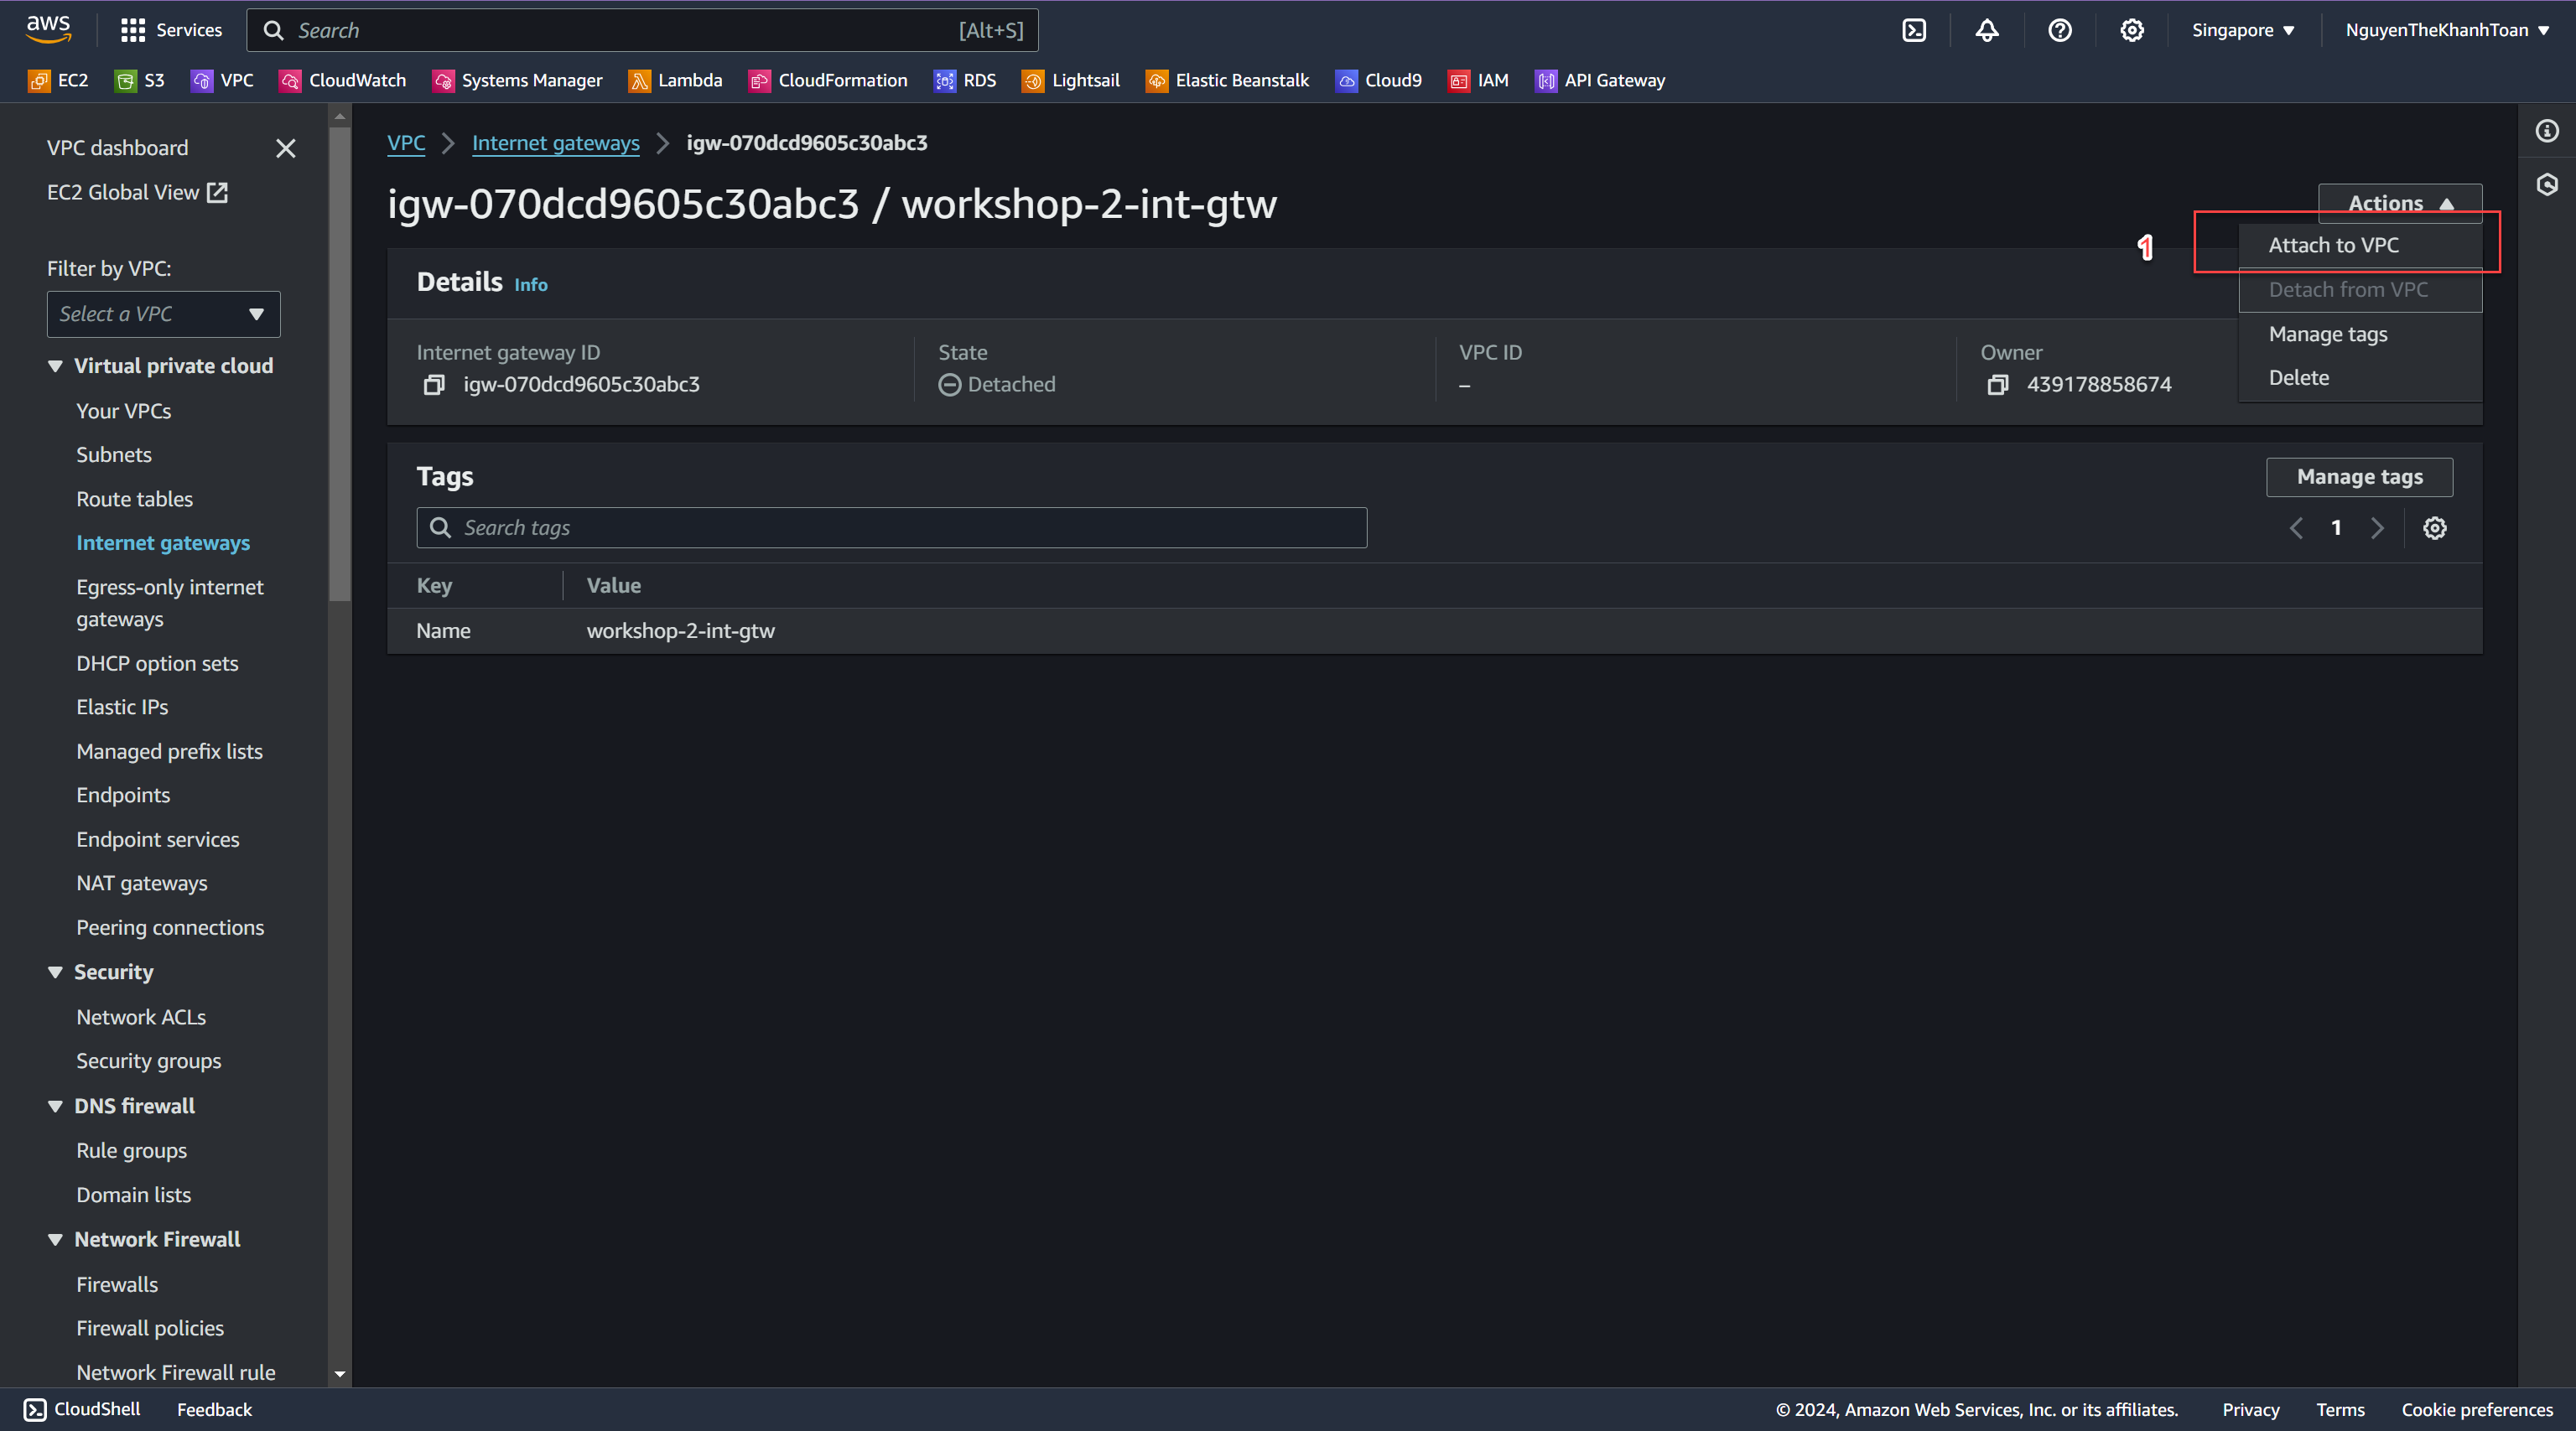 aws
Services
Search
[Alt+S]
Singapore
NguyenTheKhanhToan
EC2
S3
VPC
CloudWatch
Systems Manager
Lambda
CloudFormation
RDS
Lightsail
Elastic Beanstalk
Cloud9
IAM
API Gateway
VPC dashboard
EC2 Global View
Filter by VPC:
Select a VPC
Virtual private cloud
Your VPCs
Subnets
Route tables
Internet gateways
Egress-only internet
gateways
DHCP option sets
Elastic IPs
Managed prefix lists
Endpoints
Endpoint services
NAT gateways
Peering connections
Security
Network ACLs
Security groups
DNS firewall
Rule groups
Domain lists
Network Firewall
Firewalls
Firewall policies
Network Firewall rule
VPC
Internet gateways
igw-070dcd9605c30abc3
igw-070dcd9605c30abc3 / workshop-2-int-gtw
Actions
1
Attach to VPC
Detach from VPC
Manage tags
Delete
Details
Info
Internet gateway ID
igw-070dcd9605c30abc3
State
Detached
VPC ID
–
Owner
439178858674
Tags
Manage tags
Search tags
1
Key
Value
Name
workshop-2-int-gtw
CloudShell
Feedback
© 2024, Amazon Web Services, Inc. or its affiliates.
Privacy
Terms
Cookie preferences